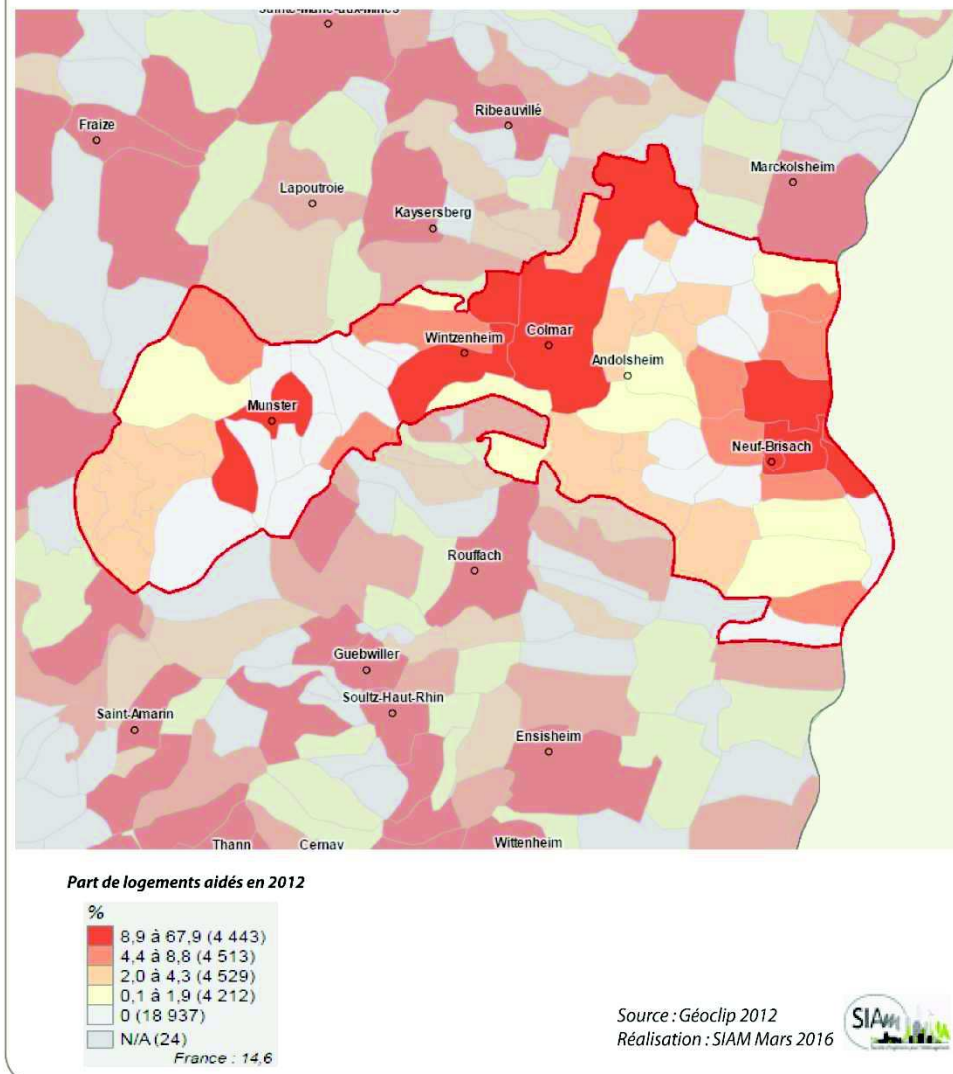 Fraize
Ribeauvillé
Marckolsheim
Lapoutroie
Kaysersberg
Colmar
Wintzenheim
Andolsheim
Munster
Neuf-Brisach
Rouffach
Guebwiller
Soultz-Haut-Rhin
Saint-Amarin
Ensisheim
Thann
Cernay
Wittenheim
Part de logements aidés en 2012
%
8,9 à 67,9 (4 443)
4,4 à 8,8 (4 513)
2,0 à 4,3 (4 529)
0,1 à 1,9 (4 212)
0 (18 937)
N/A (24)
France : 14,6
Source : Géoclip 2012
Réalisation : SIAM Mars 2016
SIAm